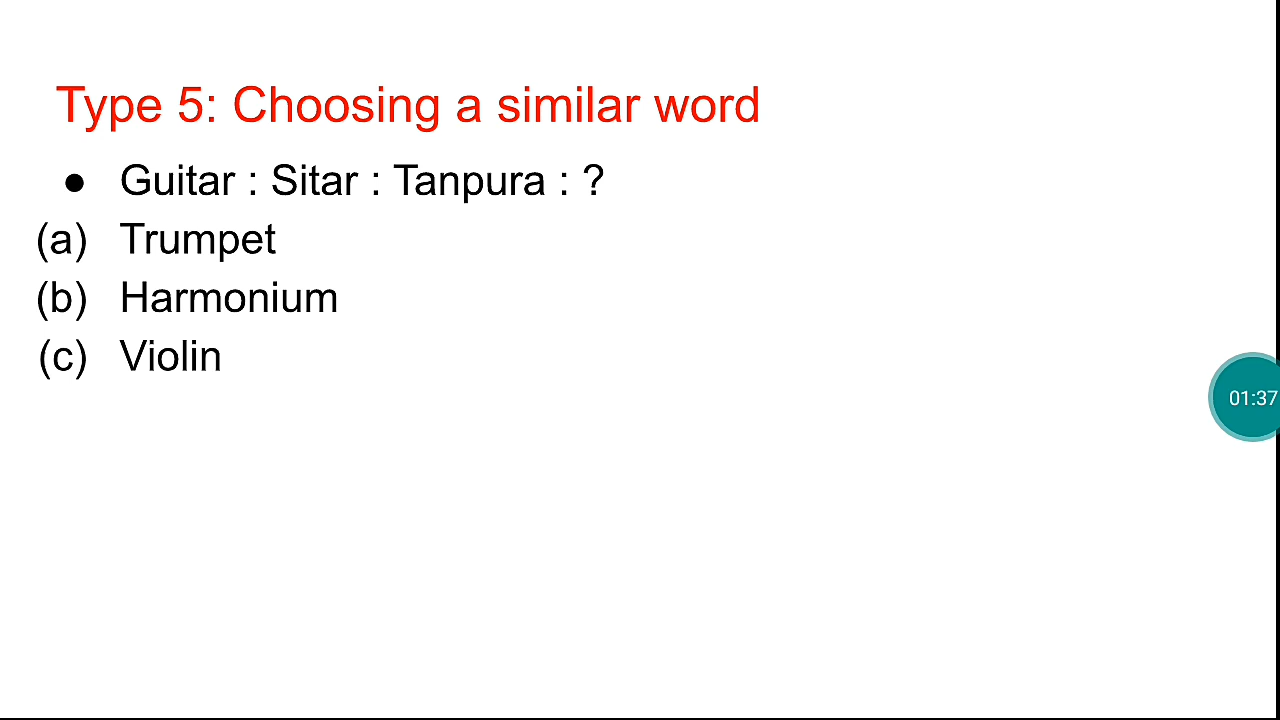 Type 5: Choosing a similar word
● Guitar : Sitar : Tanpura : ?
(a) Trumpet
(b) Harmonium
(c) Violin
01:37